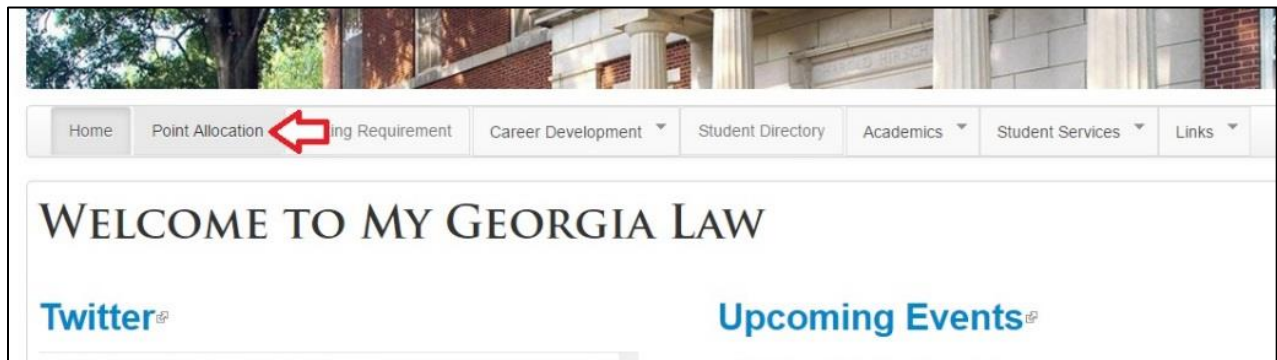 Home Point Allocation Requirement Career Development Student Directory Academics Student Services Links
WELCOME TO MY GEORGIA LAW
Twitter Upcoming Events